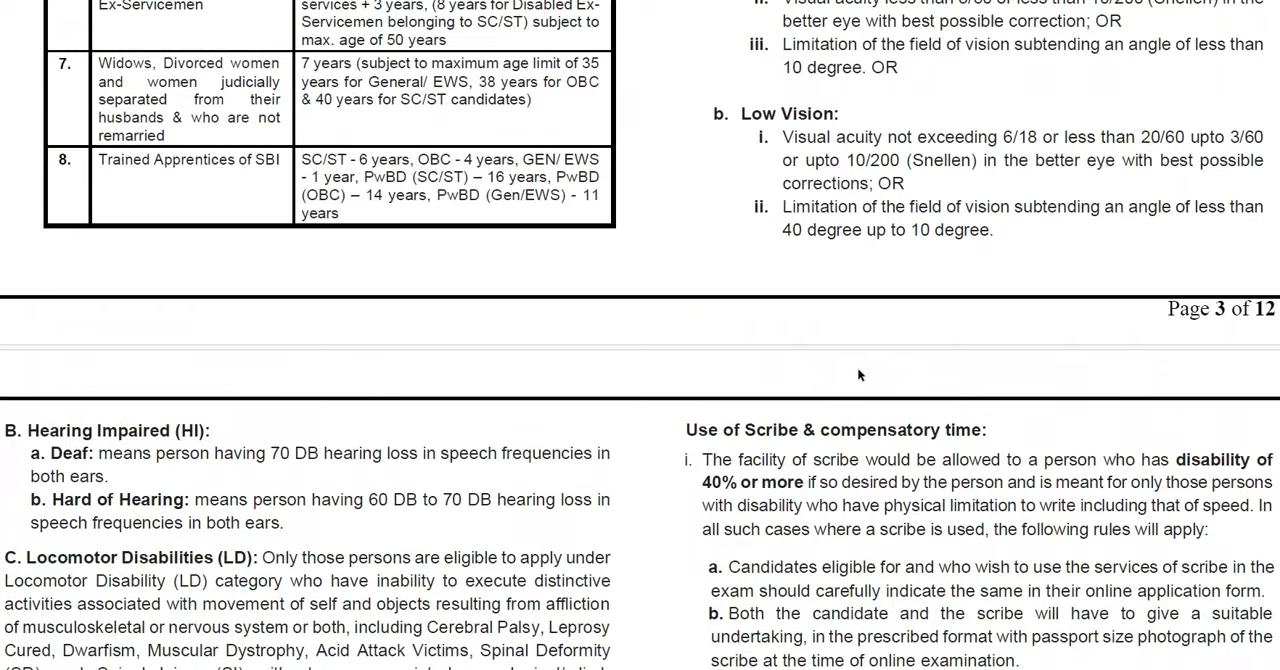 Ex-Servicemen
services + 3 years, (8 years for Disabled Ex-
Servicemen belonging to SC/ST) subject to
max. age of 50 years
7.
Widows, Divorced women
and women judicially
separated from their
husbands & who are not
remarried
7 years (subject to maximum age limit of 35
years for General/ EWS, 38 years for OBC
& 40 years for SC/ST candidates)
8.
Trained Apprentices of SBI
SC/ST - 6 years, OBC - 4 years, GEN/ EWS
- 1 year, PwBD (SC/ST) – 16 years, PwBD
(OBC) – 14 years, PwBD (Gen/EWS) - 11
years
better eye with best possible correction; OR
iii. Limitation of the field of vision subtending an angle of less than
10 degree. OR
b. Low Vision:
i. Visual acuity not exceeding 6/18 or less than 20/60 upto 3/60
or upto 10/200 (Snellen) in the better eye with best possible
corrections; OR
ii. Limitation of the field of vision subtending an angle of less than
40 degree up to 10 degree.
Page 3 of 12
B. Hearing Impaired (HI):
a. Deaf: means person having 70 DB hearing loss in speech frequencies in
both ears.
b. Hard of Hearing: means person having 60 DB to 70 DB hearing loss in
speech frequencies in both ears.
C. Locomotor Disabilities (LD): Only those persons are eligible to apply under
Locomotor Disability (LD) category who have inability to execute distinctive
activities associated with movement of self and objects resulting from affliction
of musculoskeletal or nervous system or both, including Cerebral Palsy, Leprosy
Cured, Dwarfism, Muscular Dystrophy, Acid Attack Victims, Spinal Deformity
Use of Scribe & compensatory time:
i. The facility of scribe would be allowed to a person who has disability of
40% or more if so desired by the person and is meant for only those persons
with disability who have physical limitation to write including that of speed. In
all such cases where a scribe is used, the following rules will apply:
a. Candidates eligible for and who wish to use the services of scribe in the
exam should carefully indicate the same in their online application form.
b. Both the candidate and the scribe will have to give a suitable
undertaking, in the prescribed format with passport size photograph of the
scribe at the time of online examination.